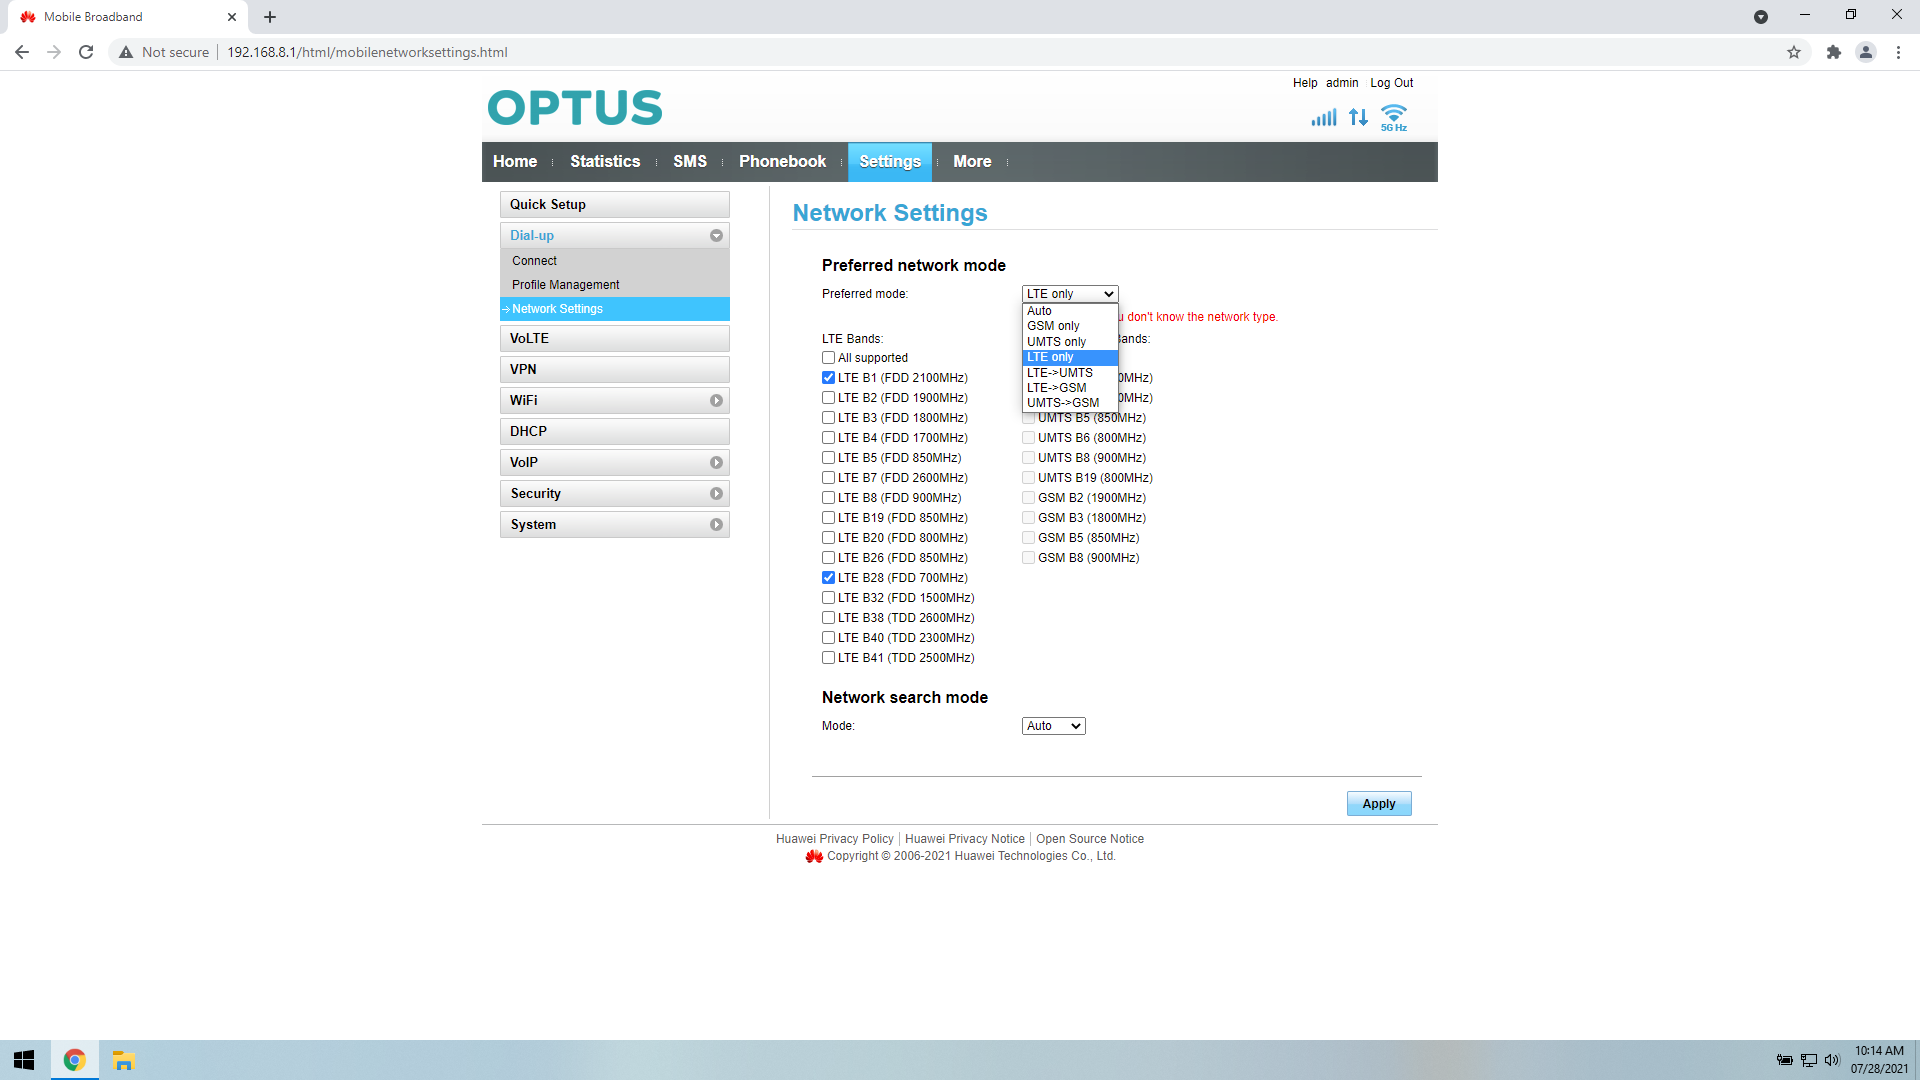 Mobile Broadband
Not secure 192.168.8.1/html/mobilenetworksettings.html
Help admin Log Out
OPTUS
5G Hz
Home Statistics SMS Phonebook Settings More
Quick Setup
Dial-up
Connect
Profile Management
Network Settings
VoLTE
VPN
WiFi
DHCP
VoIP
Security
System
Network Settings
Preferred network mode
Preferred mode: LTE only
Auto
GSM only
UMTS only
LTE only
LTE->UMTS
LTE->GSM
UMTS->GSM
don't know the network type.
LTE Bands:
All supported
LTE B1 (FDD 2100MHz)
LTE B2 (FDD 1900MHz)
LTE B3 (FDD 1800MHz)
LTE B4 (FDD 1700MHz)
LTE B5 (FDD 850MHz)
LTE B7 (FDD 2600MHz)
LTE B8 (FDD 900MHz)
LTE B19 (FDD 850MHz)
LTE B20 (FDD 800MHz)
LTE B26 (FDD 850MHz)
LTE B28 (FDD 700MHz)
LTE B32 (FDD 1500MHz)
LTE B38 (TDD 2600MHz)
LTE B40 (TDD 2300MHz)
LTE B41 (TDD 2500MHz)
UMTS B5 (850MHz)
UMTS B6 (800MHz)
UMTS B8 (900MHz)
UMTS B19 (800MHz)
GSM B2 (1900MHz)
GSM B3 (1800MHz)
GSM B5 (850MHz)
GSM B8 (900MHz)
Network search mode
Mode: Auto
Apply
Huawei Privacy Policy | Huawei Privacy Notice | Open Source Notice
Copyright © 2006-2021 Huawei Technologies Co., Ltd.
10:14 AM
07/28/2021